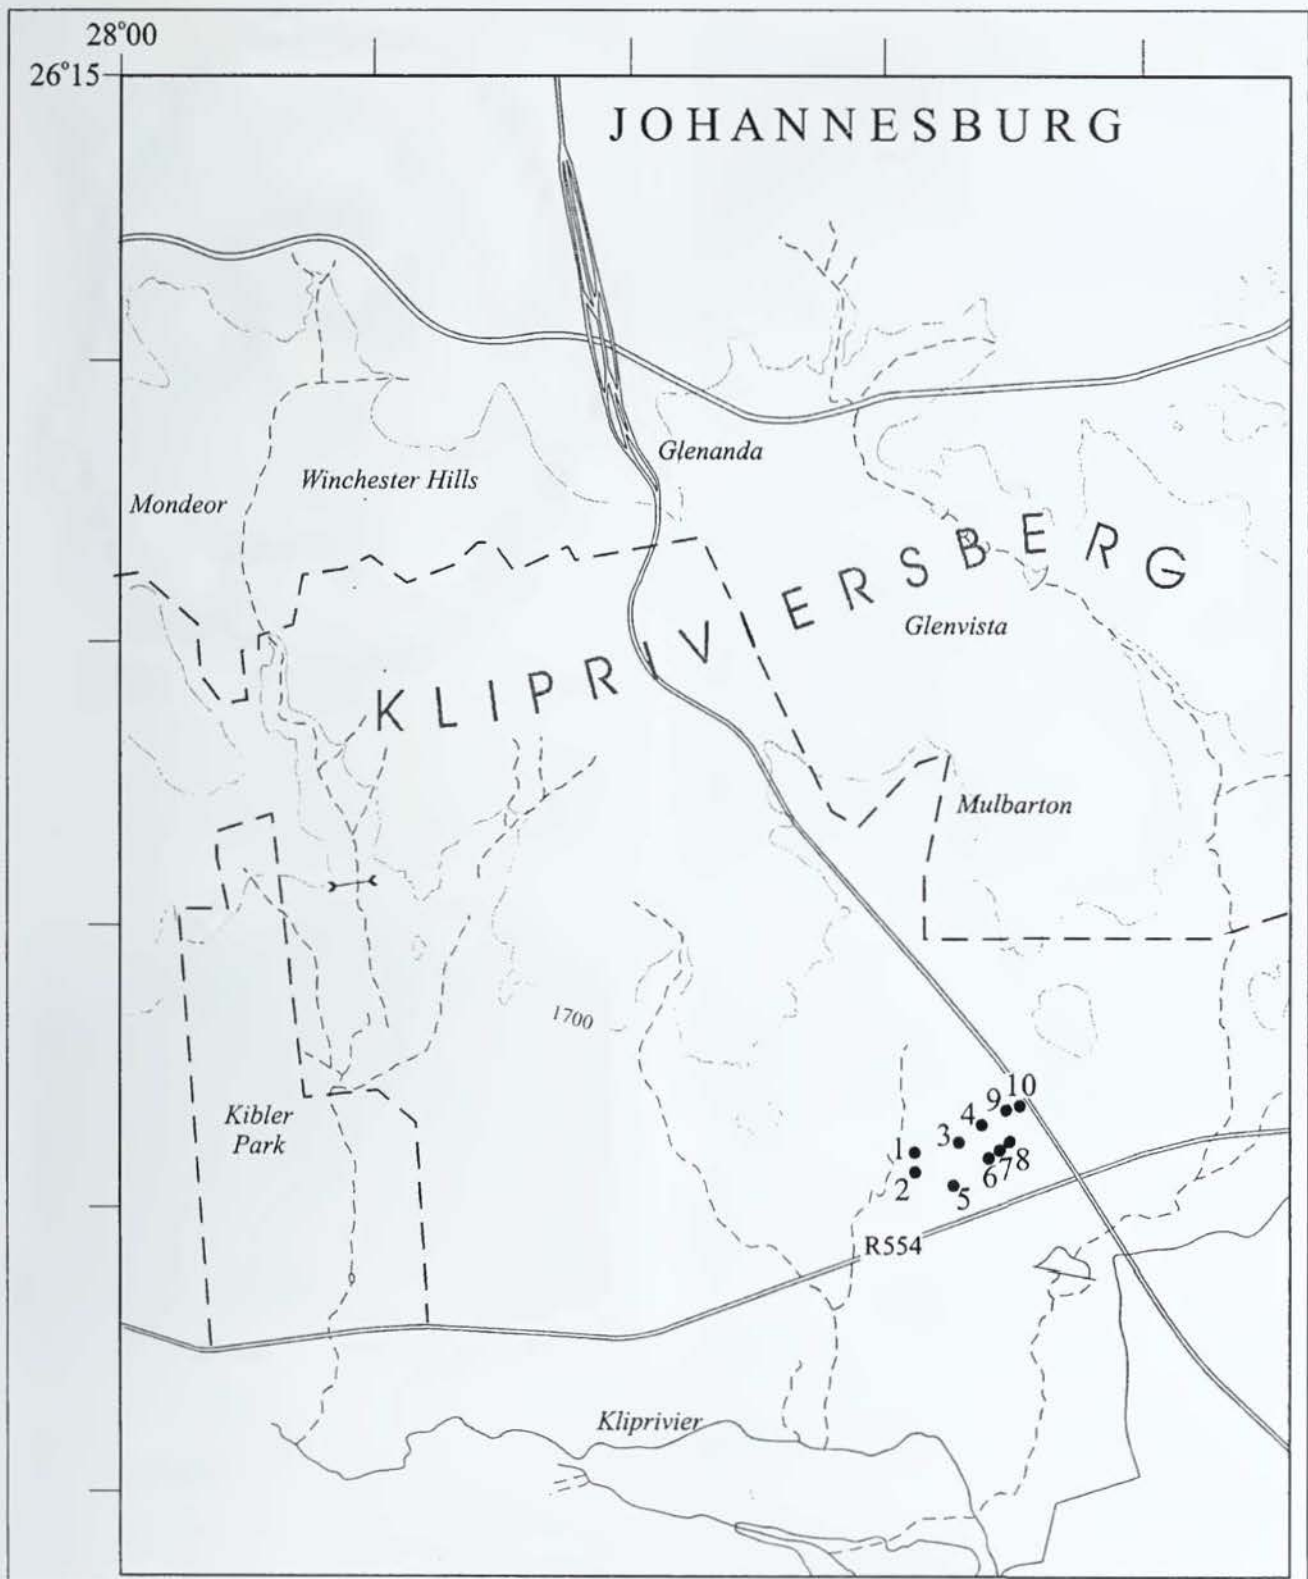 28°00
26°15
JOHANNESBURG
Glenanda
Winchester Hills
Mondeor
KLIPRIVIERSBERG
Glenvista
Mulbarton
1700
Kibler
Park
10
9
4
3
1
8
7
6
2
5
R554
Kliprivier